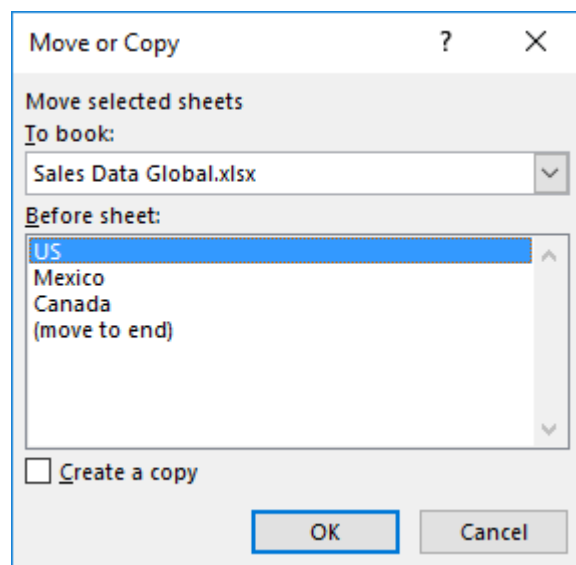 Move or Copy ?
Move selected sheets
To book:
Sales Data Global.xlsx
Before sheet:
US
Mexico
Canada
(move to end)
Create a copy
OK Cancel